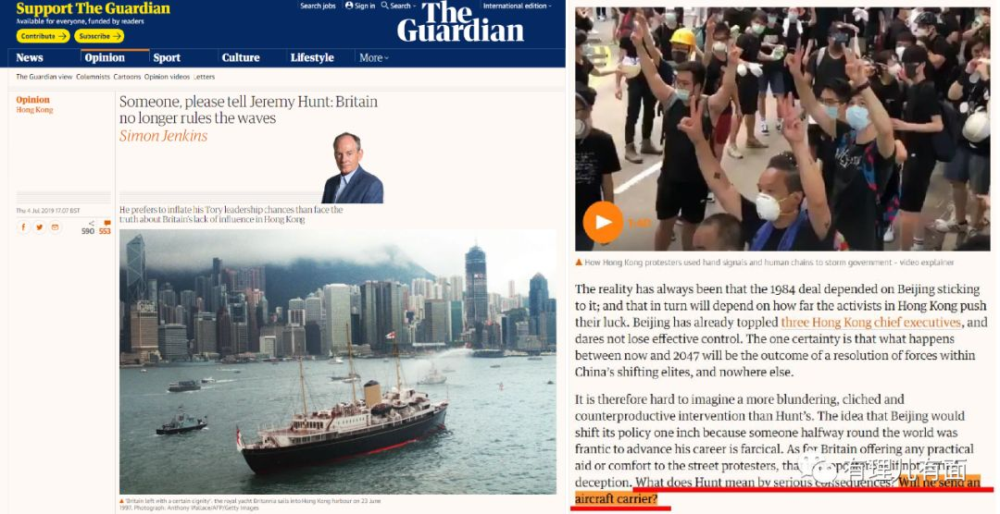 Support The Guardian
Available for everyone, funded by readers
Contribute →
Subscribe →
Search jobs
Sign in
Search
The Guardian
International edition
News
Opinion
Sport
Culture
Lifestyle
More
The Guardian view Columnists Cartoons Opinion videos Letters
Opinion
Hong Kong
Someone, please tell Jeremy Hunt: Britain
no longer rules the waves
Simon Jenkins
Thu 4 Jul 2019 17.07 BST
590
553
He prefers to inflate his Tory leadership chances than face the
truth about Britain's lack of influence in Hong Kong
'Britain left with a certain dignity': the royal yacht Britannia sails into Hong Kong harbour on 23 June
1997. Photograph: Anthony Wallace/AFP/Getty Images
1:40
How Hong Kong protesters used hand signals and human chains to storm government – video explainer
The reality has always been that the 1984 deal depended on Beijing sticking
to it; and that in turn will depend on how far the activists in Hong Kong push
their luck. Beijing has already toppled three Hong Kong chief executives, and
dares not lose effective control. The one certainty is that what happens
between now and 2047 will be the outcome of a resolution of forces within
China's shifting elites, and nowhere else.
It is therefore hard to imagine a more blundering, cliched and
counterproductive intervention than Hunt's. The idea that Beijing would
shift its policy one inch because someone halfway round the world was
frantic to advance his career is farcical. As for Britain offering any practical
aid or comfort to the street protesters,
deception. What does Hunt mean by serious consequences? Will he send an
aircraft carrier?
有理儿有面